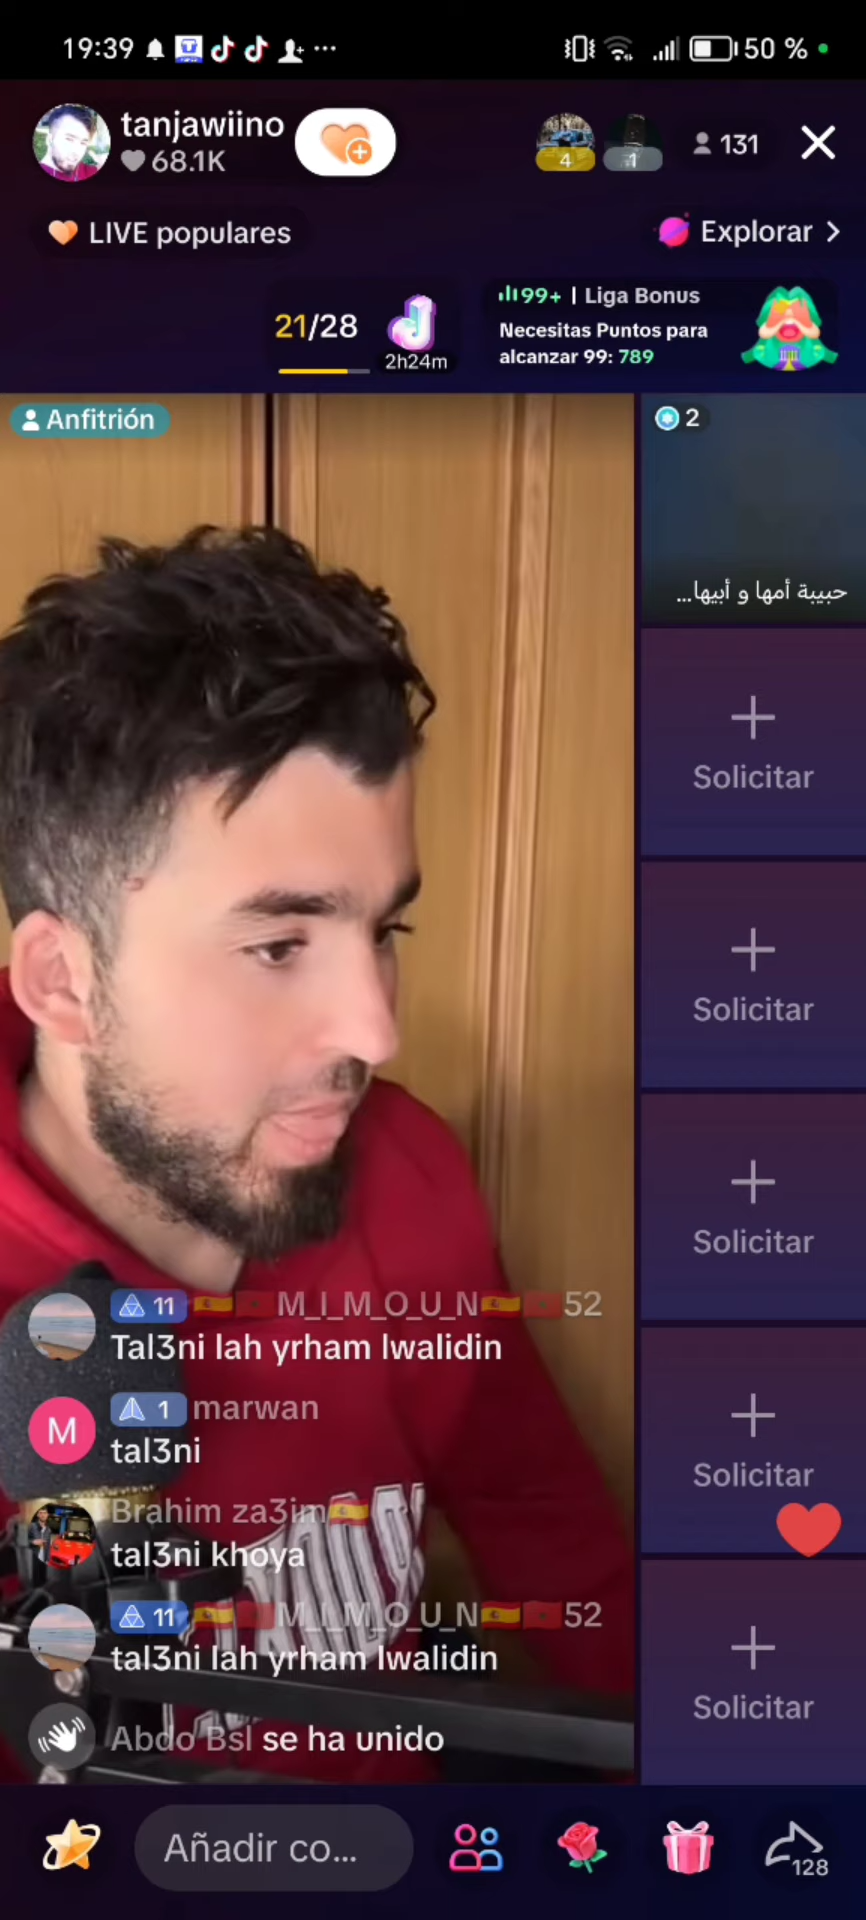 19:39
50 %
tanjawiino
68.1K
4
1
131
LIVE populares
Explorar
21/28
2h24m
99+ | Liga Bonus
Necesitas Puntos para
alcanzar 99: 789
Anfitrión
2
حبيبة أمها و أبيها...
Solicitar
Solicitar
Solicitar
Solicitar
Solicitar
11 🇪🇸🇲🇦M_I_M_O_U_N🇪🇸🇲🇦52
Tal3ni lah yrham lwalidin
M
1 marwan
tal3ni
Brahim za3im🇪🇸
tal3ni khoya
11 🇪🇸🇲🇦M_I_M_O_U_N🇪🇸🇲🇦52
tal3ni lah yrham lwalidin
Abdo Bsl se ha unido
Añadir co...
128